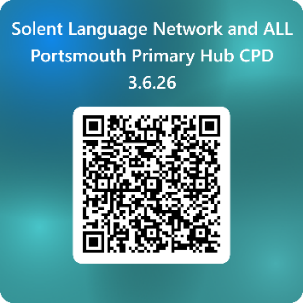 Solent Language Network and ALL
Portsmouth Primary Hub CPD
3.6.26